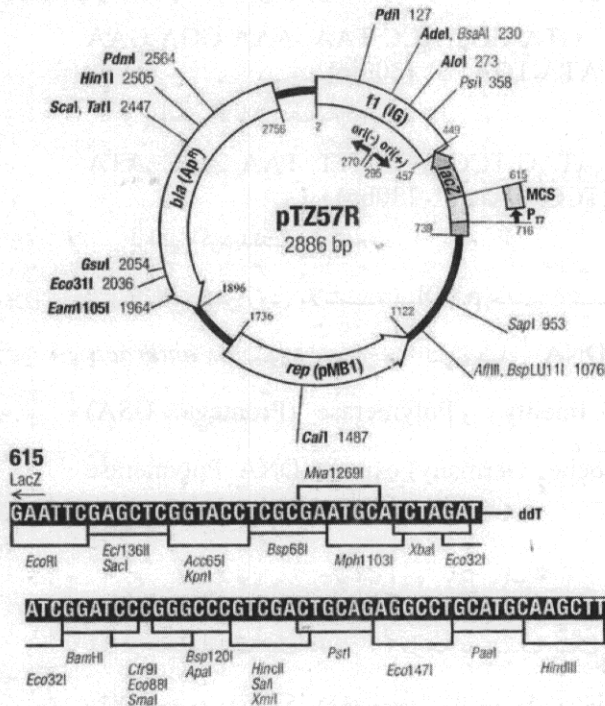 PdiI 127
AdeI, BsaAI 230
AloI 273
PsiI 358
PdmI 2564
Hin1I 2505
ScaI, TatI 2447
2756
2
f1 (IG)
449
ori(-) ori(+)
270
295
457
lacZ
615
MCS
PT7
716
739
bla (ApR)
pTZ57R
2886 bp
GsuI 2054
Eco31I 2036
Eam1105I 1964
1896
1736
1122
SapI 953
AflIII, BspLU11I 1076
rep (pMB1)
CaiI 1487
615
LacZ
Mva1269I
GAATTCGAGCTCGGTACCTCGCGAATGCATCTAGAT ddT
EcoRI
Ecl136II
SacI
Acc65I
KpnI
Bsp68I
Mph1103I
XbaI
Eco32I
ATCGGATCCCGGGCCCGTCGACTGCAGAGGCCTGCATGCAAGCTT
Eco32I
BamHI
Cfr9I
Eco88I
SmaI
Bsp120I
ApaI
HincII
SalI
XmiI
PstI
Eco147I
PaeI
HindIII